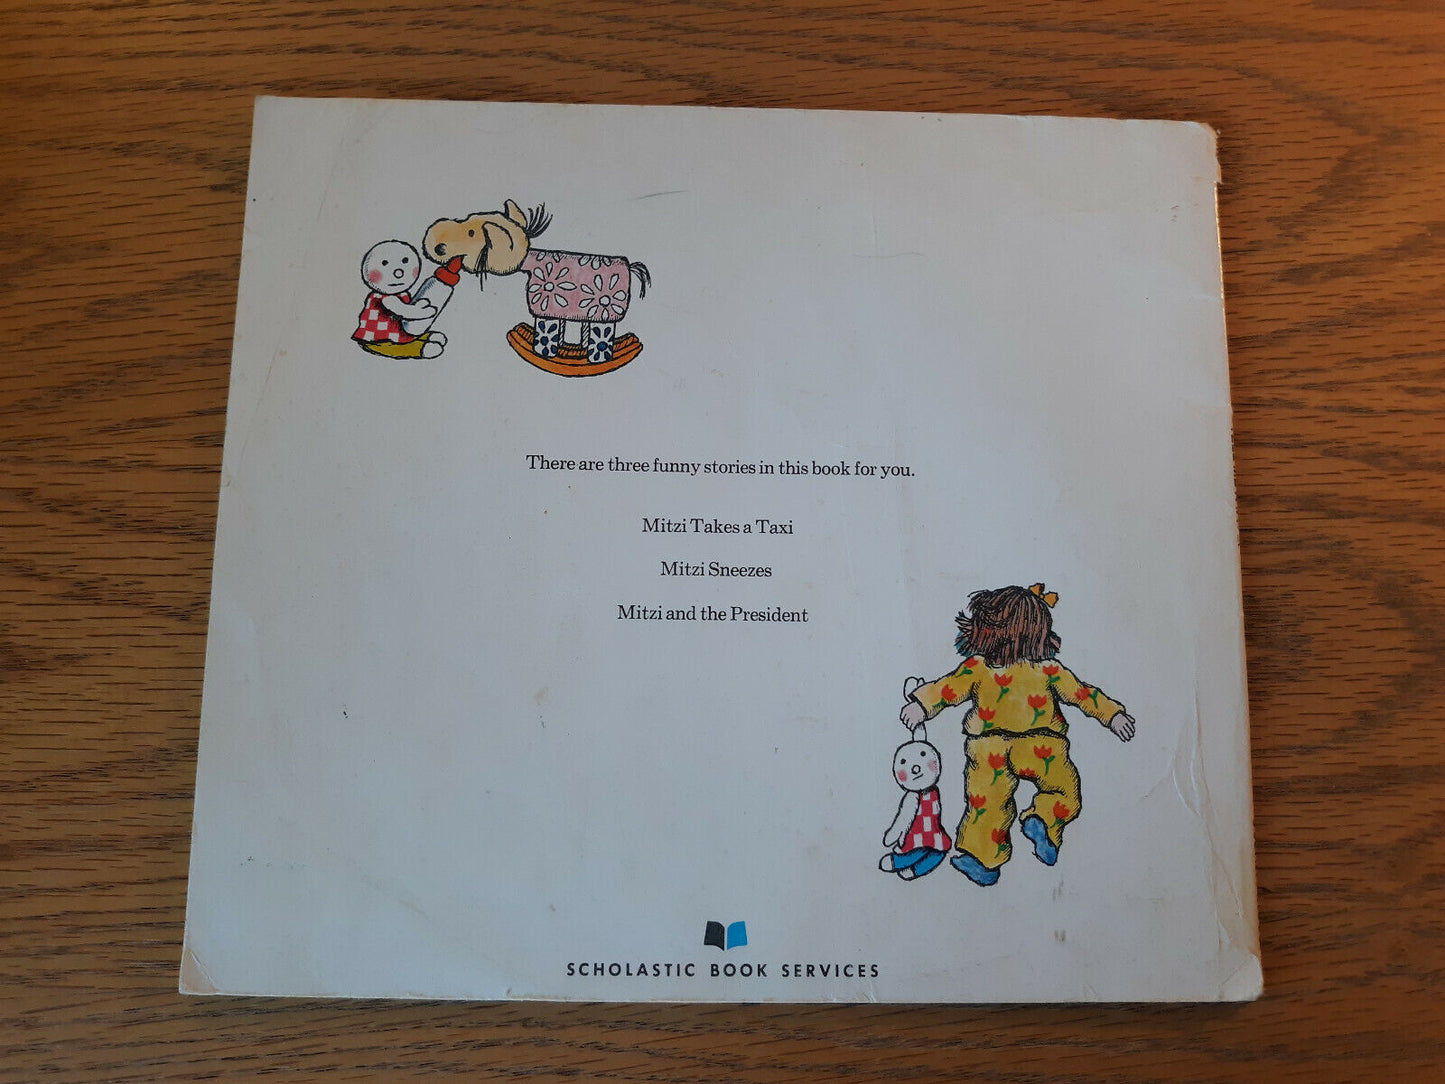 There are three funny stories in this book for you.
Mitzi Takes a Taxi
Mitzi Sneezes
Mitzi and the President
SCHOLASTIC BOOK SERVICES